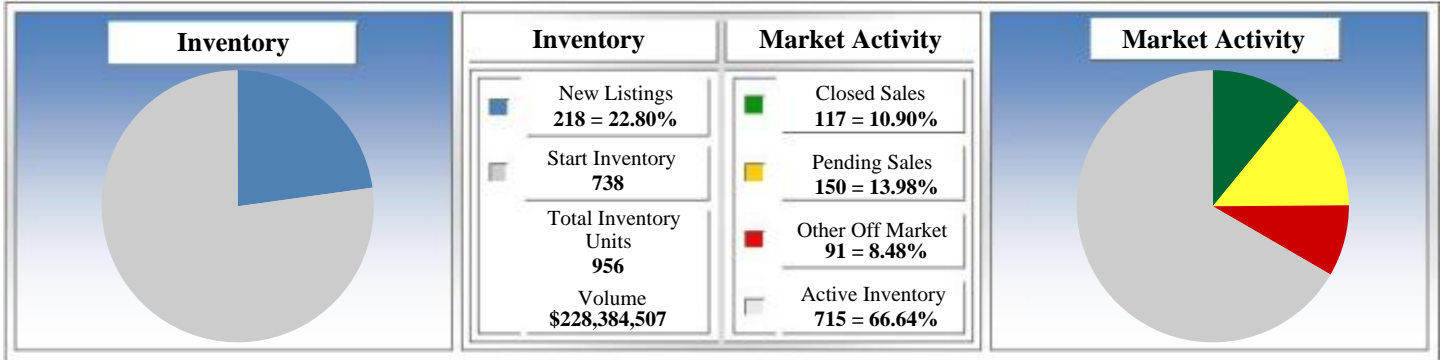 Inventory
Inventory
Market Activity
New Listings
218 = 22.80%
Start Inventory
738
Total Inventory
Units
956
Volume
$228,384,507
Closed Sales
117 = 10.90%
Pending Sales
150 = 13.98%
Other Off Market
91 = 8.48%
Active Inventory
715 = 66.64%
Market Activity